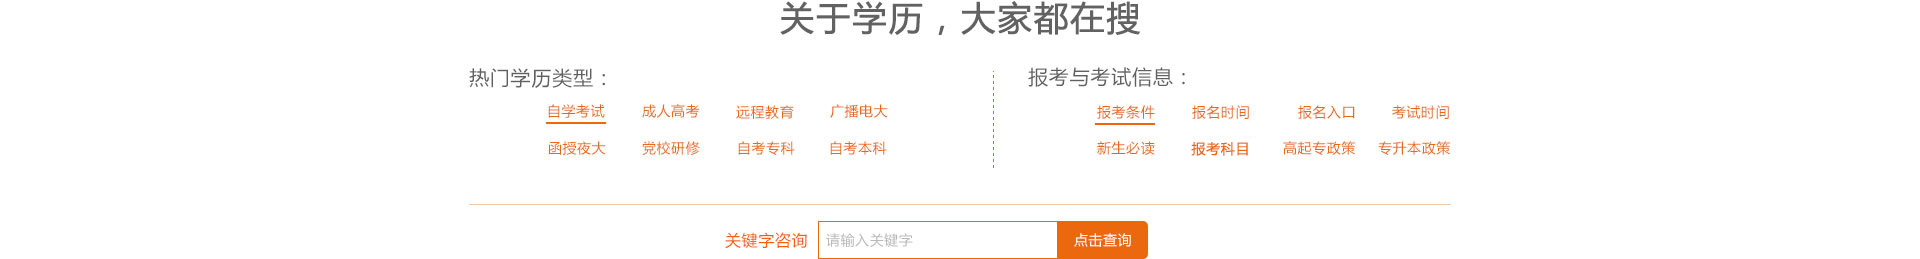 关于学历，大家都在搜
热门学历类型：
自学考试 成人高考 远程教育 广播电大
函授夜大 党校研修 自考专科 自考本科
报考与考试信息：
报考条件 报名时间 报名入口 考试时间
新生必读 报考科目 高起专政策 专升本政策
关键字咨询 请输入关键字 点击查询